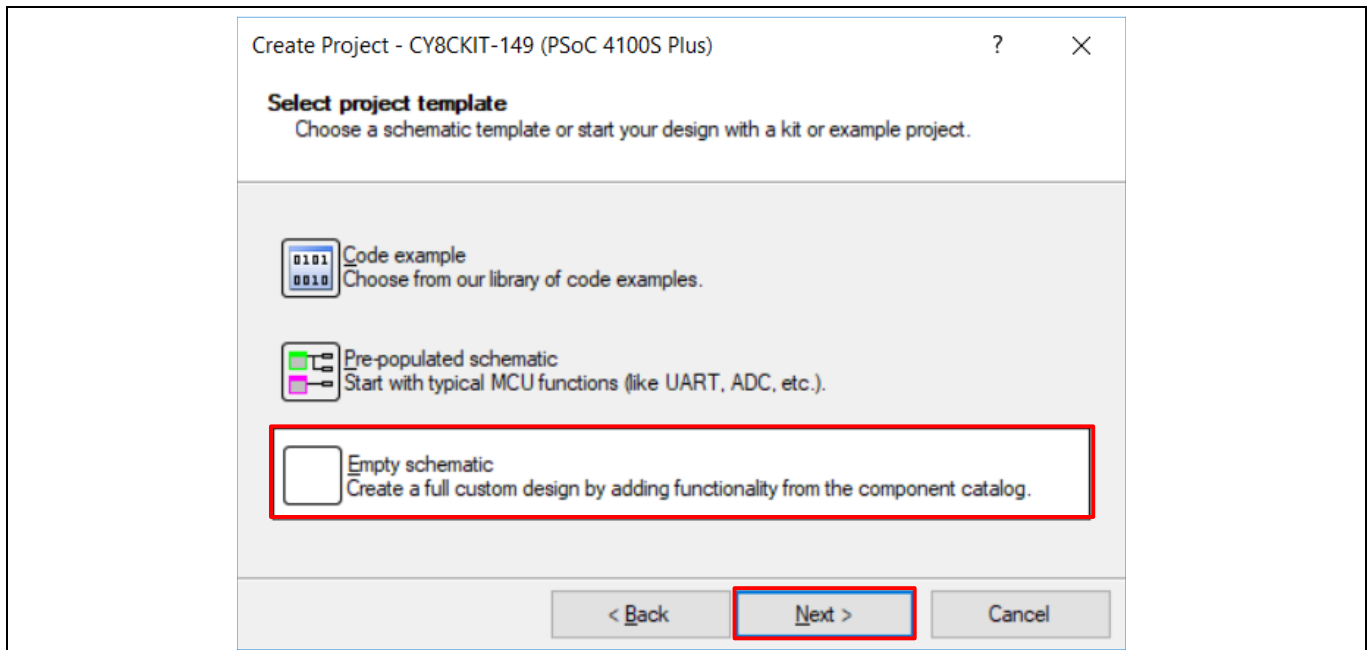 Create Project - CY8CKIT-149 (PSoC 4100S Plus) ?
Select project template
Choose a schematic template or start your design with a kit or example project.
0101
0010
Code example
Choose from our library of code examples.
Pre-populated schematic
Start with typical MCU functions (like UART, ADC, etc.).
Empty schematic
Create a full custom design by adding functionality from the component catalog.
< Back Next > Cancel